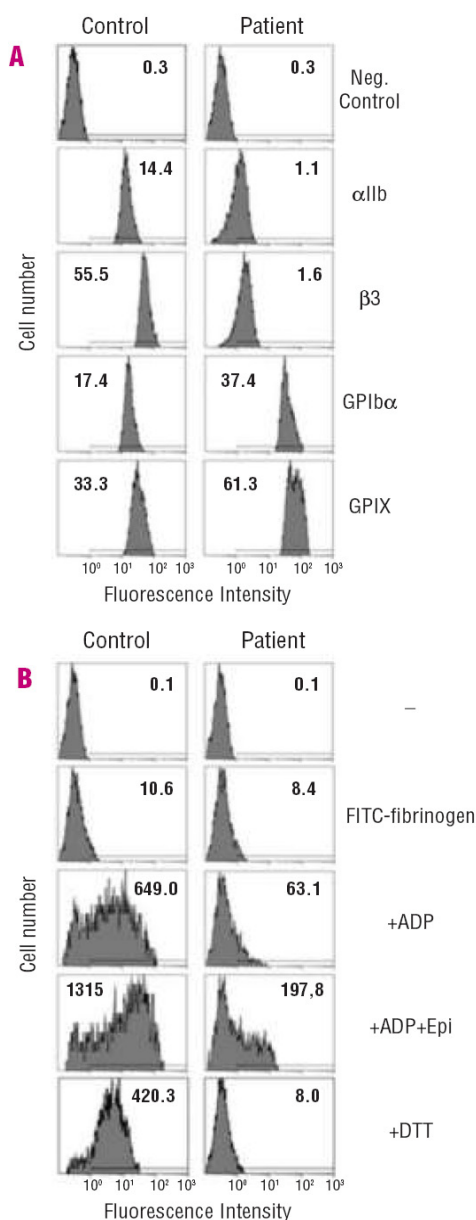 A
Control Patient
0.3 0.3 Neg. Control
14.4 1.1 αIIb
55.5 1.6 β3
17.4 37.4 GPIbα
33.3 61.3 GPIX
Cell number
10⁰ 10¹ 10² 10³ 10⁰ 10¹ 10² 10³
Fluorescence Intensity
B
Control Patient
0.1 0.1 –
10.6 8.4 FITC-fibrinogen
649.0 63.1 +ADP
1315 197,8 +ADP+Epi
420.3 8.0 +DTT
Cell number
10⁰ 10¹ 10² 10³ 10⁰ 10¹ 10² 10³
Fluorescence Intensity